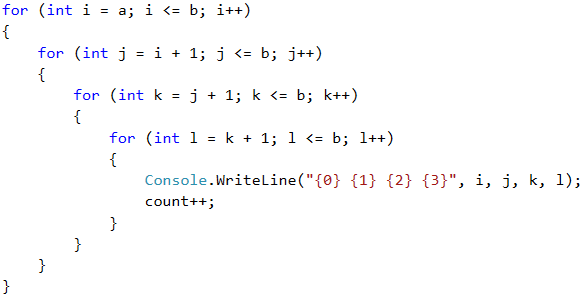 for (int i = a; i <= b; i++)
{
    for (int j = i + 1; j <= b; j++)
    {
        for (int k = j + 1; k <= b; k++)
        {
            for (int l = k + 1; l <= b; l++)
            {
                Console.WriteLine("{0} {1} {2} {3}", i, j, k, l);
                count++;
            }
        }
    }
}